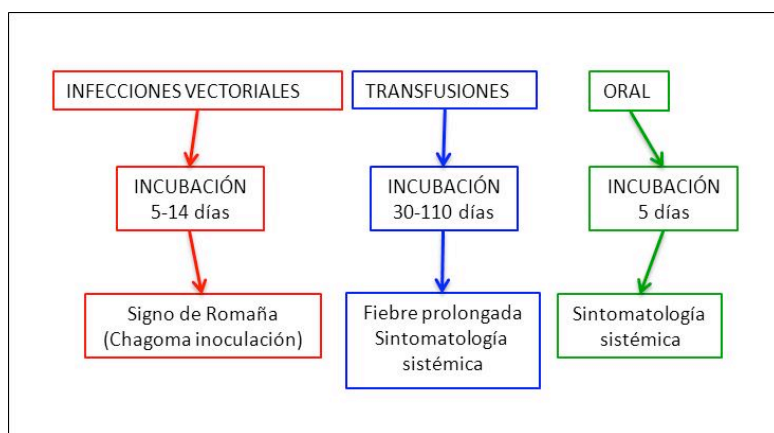 INFECCIONES VECTORIALES
INCUBACIÓN
5-14 días
Signo de Romaña
(Chagoma inoculación)
TRANSFUSIONES
INCUBACIÓN
30-110 días
Fiebre prolongada
Sintomatología
sistémica
ORAL
INCUBACIÓN
5 días
Sintomatología
sistémica